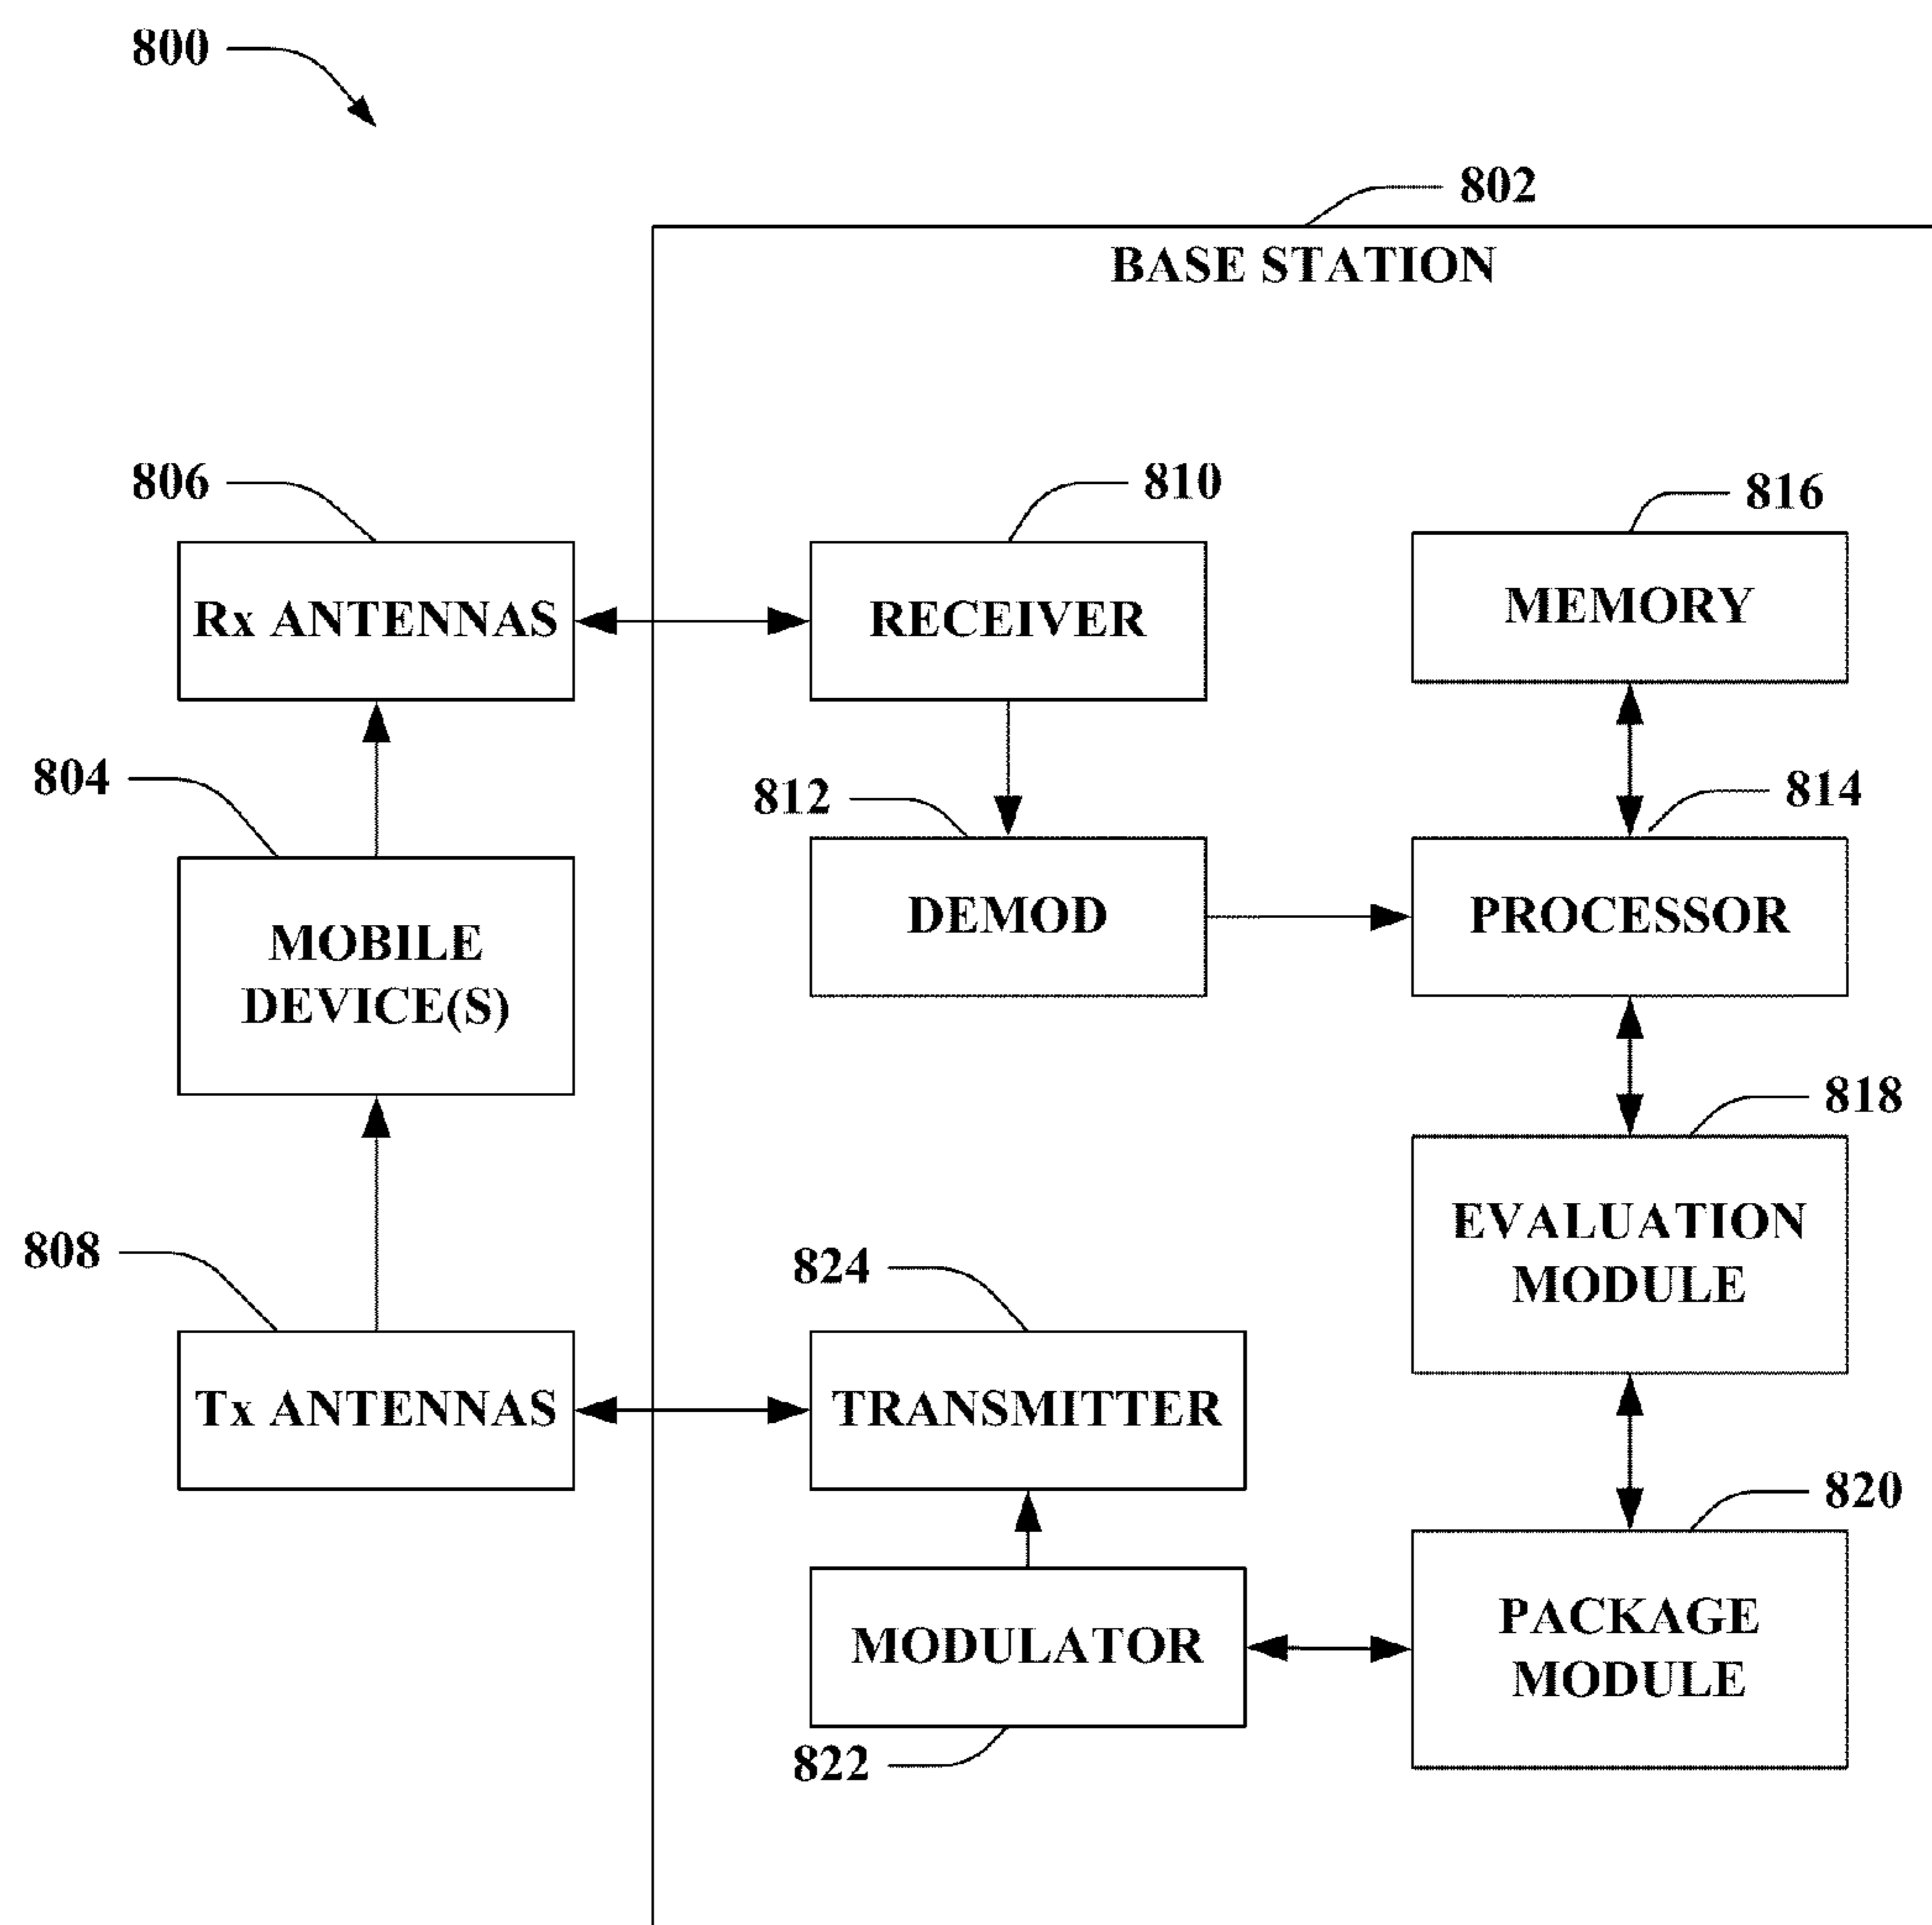 800
802
BASE STATION
806
810
816
Rx ANTENNAS
RECEIVER
MEMORY
804
812
814
MOBILE
DEVICE(S)
DEMOD
PROCESSOR
818
808
824
EVALUATION
MODULE
Tx ANTENNAS
TRANSMITTER
820
MODULATOR
PACKAGE
MODULE
822